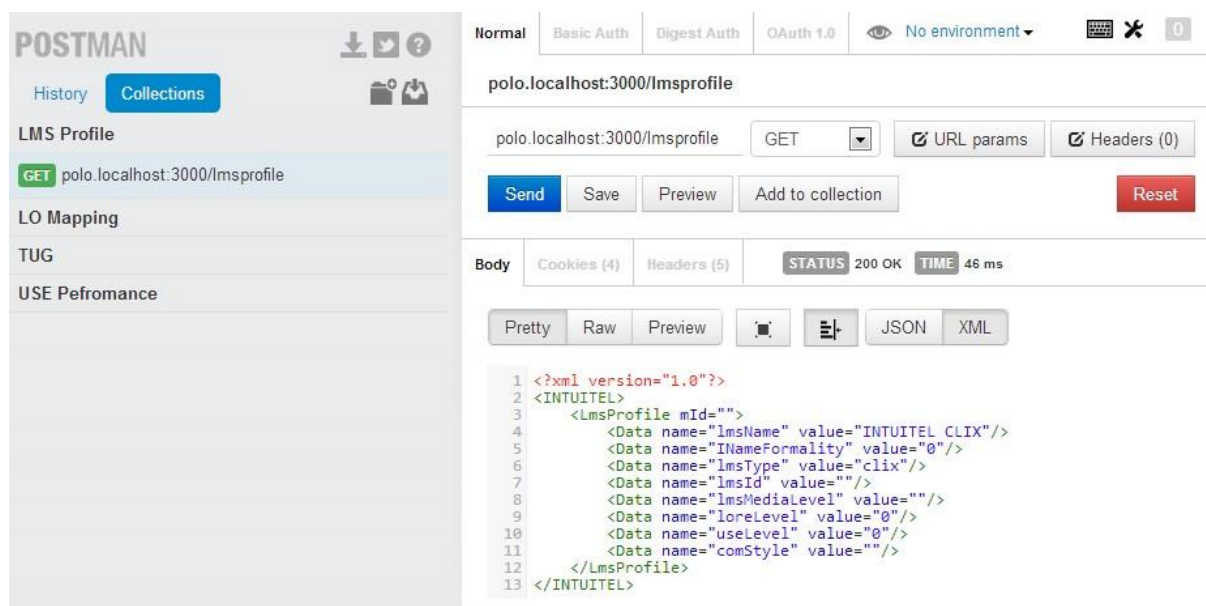 POSTMAN
History Collections
LMS Profile
GET polo.localhost:3000/lmsprofile
LO Mapping
TUG
USE Pefromance
Normal Basic Auth Digest Auth OAuth 1.0 No environment 0
polo.localhost:3000/lmsprofile
polo.localhost:3000/lmsprofile GET URL params Headers (0)
Send Save Preview Add to collection Reset
Body Cookies (4) Headers (5) STATUS 200 OK TIME 46 ms
Pretty Raw Preview JSON XML
1 <?xml version="1.0"?>
2 <INTUITEL>
3 <LmsProfile mId="">
4 <Data name="lmsName" value="INTUITEL CLIX"/>
5 <Data name="INameFormality" value="0"/>
6 <Data name="lmsType" value="clix"/>
7 <Data name="lmsId" value=""/>
8 <Data name="lmsMediaLevel" value=""/>
9 <Data name="loreLevel" value="0"/>
10 <Data name="useLevel" value="0"/>
11 <Data name="comStyle" value=""/>
12 </LmsProfile>
13 </INTUITEL>